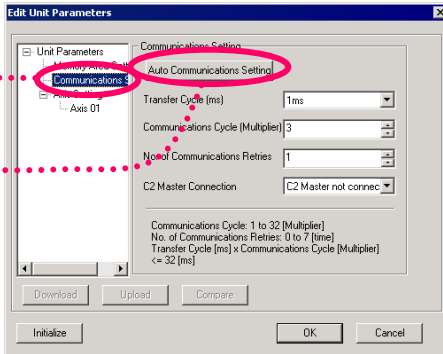 Edit Unit Parameters
Unit Parameters
Communications Setting
Auto Communications Setting
Communications S
Axis 01
Transfer Cycle (ms)
1ms
Communications Cycle (Multiplier)
3
No. of Communications Retries
1
C2 Master Connection
C2 Master not connec
Communications Cycle: 1 to 32 [Multiplier]
No. of Communications Retries: 0 to 7 [time]
Transfer Cycle [ms] x Communications Cycle [Multiplier]
<= 32 [ms]
Download
Upload
Compare
Initialize
OK
Cancel